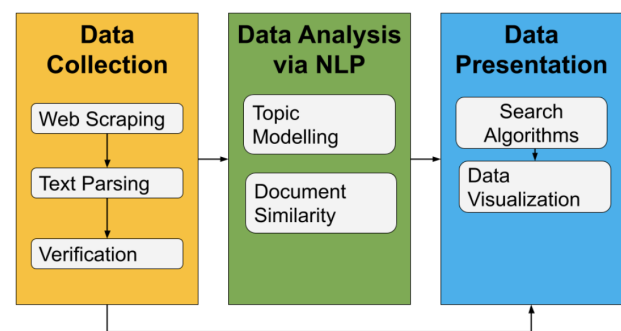 Data
Collection
Web Scraping
Text Parsing
Verification
Data Analysis
via NLP
Topic
Modelling
Document
Similarity
Data
Presentation
Search
Algorithms
Data
Visualization